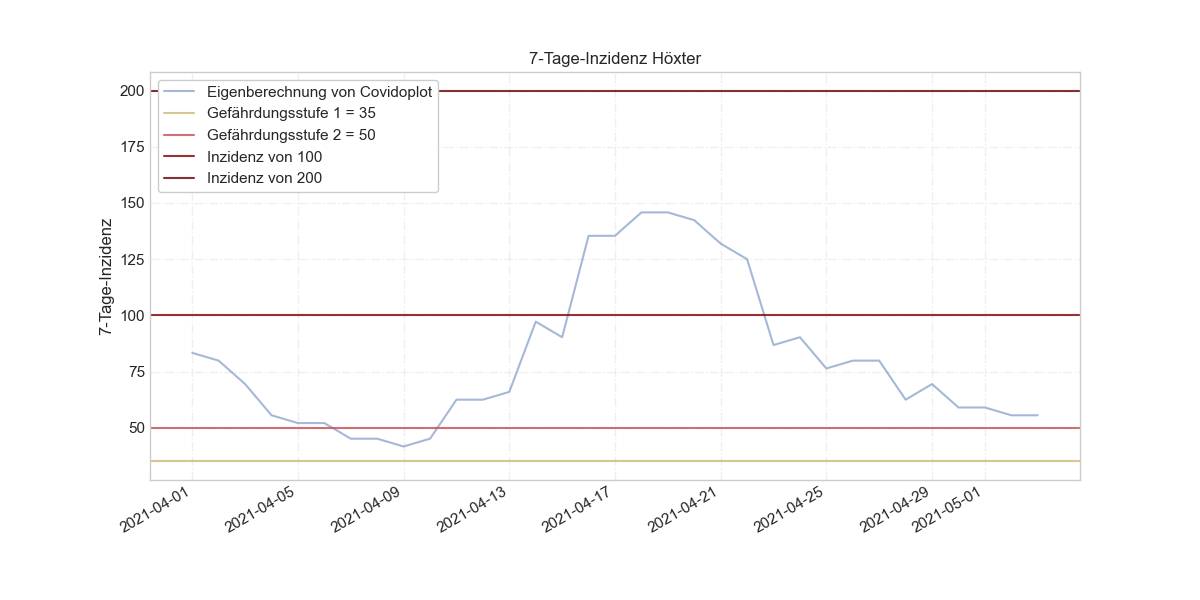 7-Tage-Inzidenz Höxter
Eigenberechnung von Covidoplot
Gefährdungsstufe 1 = 35
Gefährdungsstufe 2 = 50
Inzidenz von 100
Inzidenz von 200
7-Tage-Inzidenz
200
175
150
125
100
75
50
2021-04-01
2021-04-05
2021-04-09
2021-04-13
2021-04-17
2021-04-21
2021-04-25
2021-04-29
2021-05-01